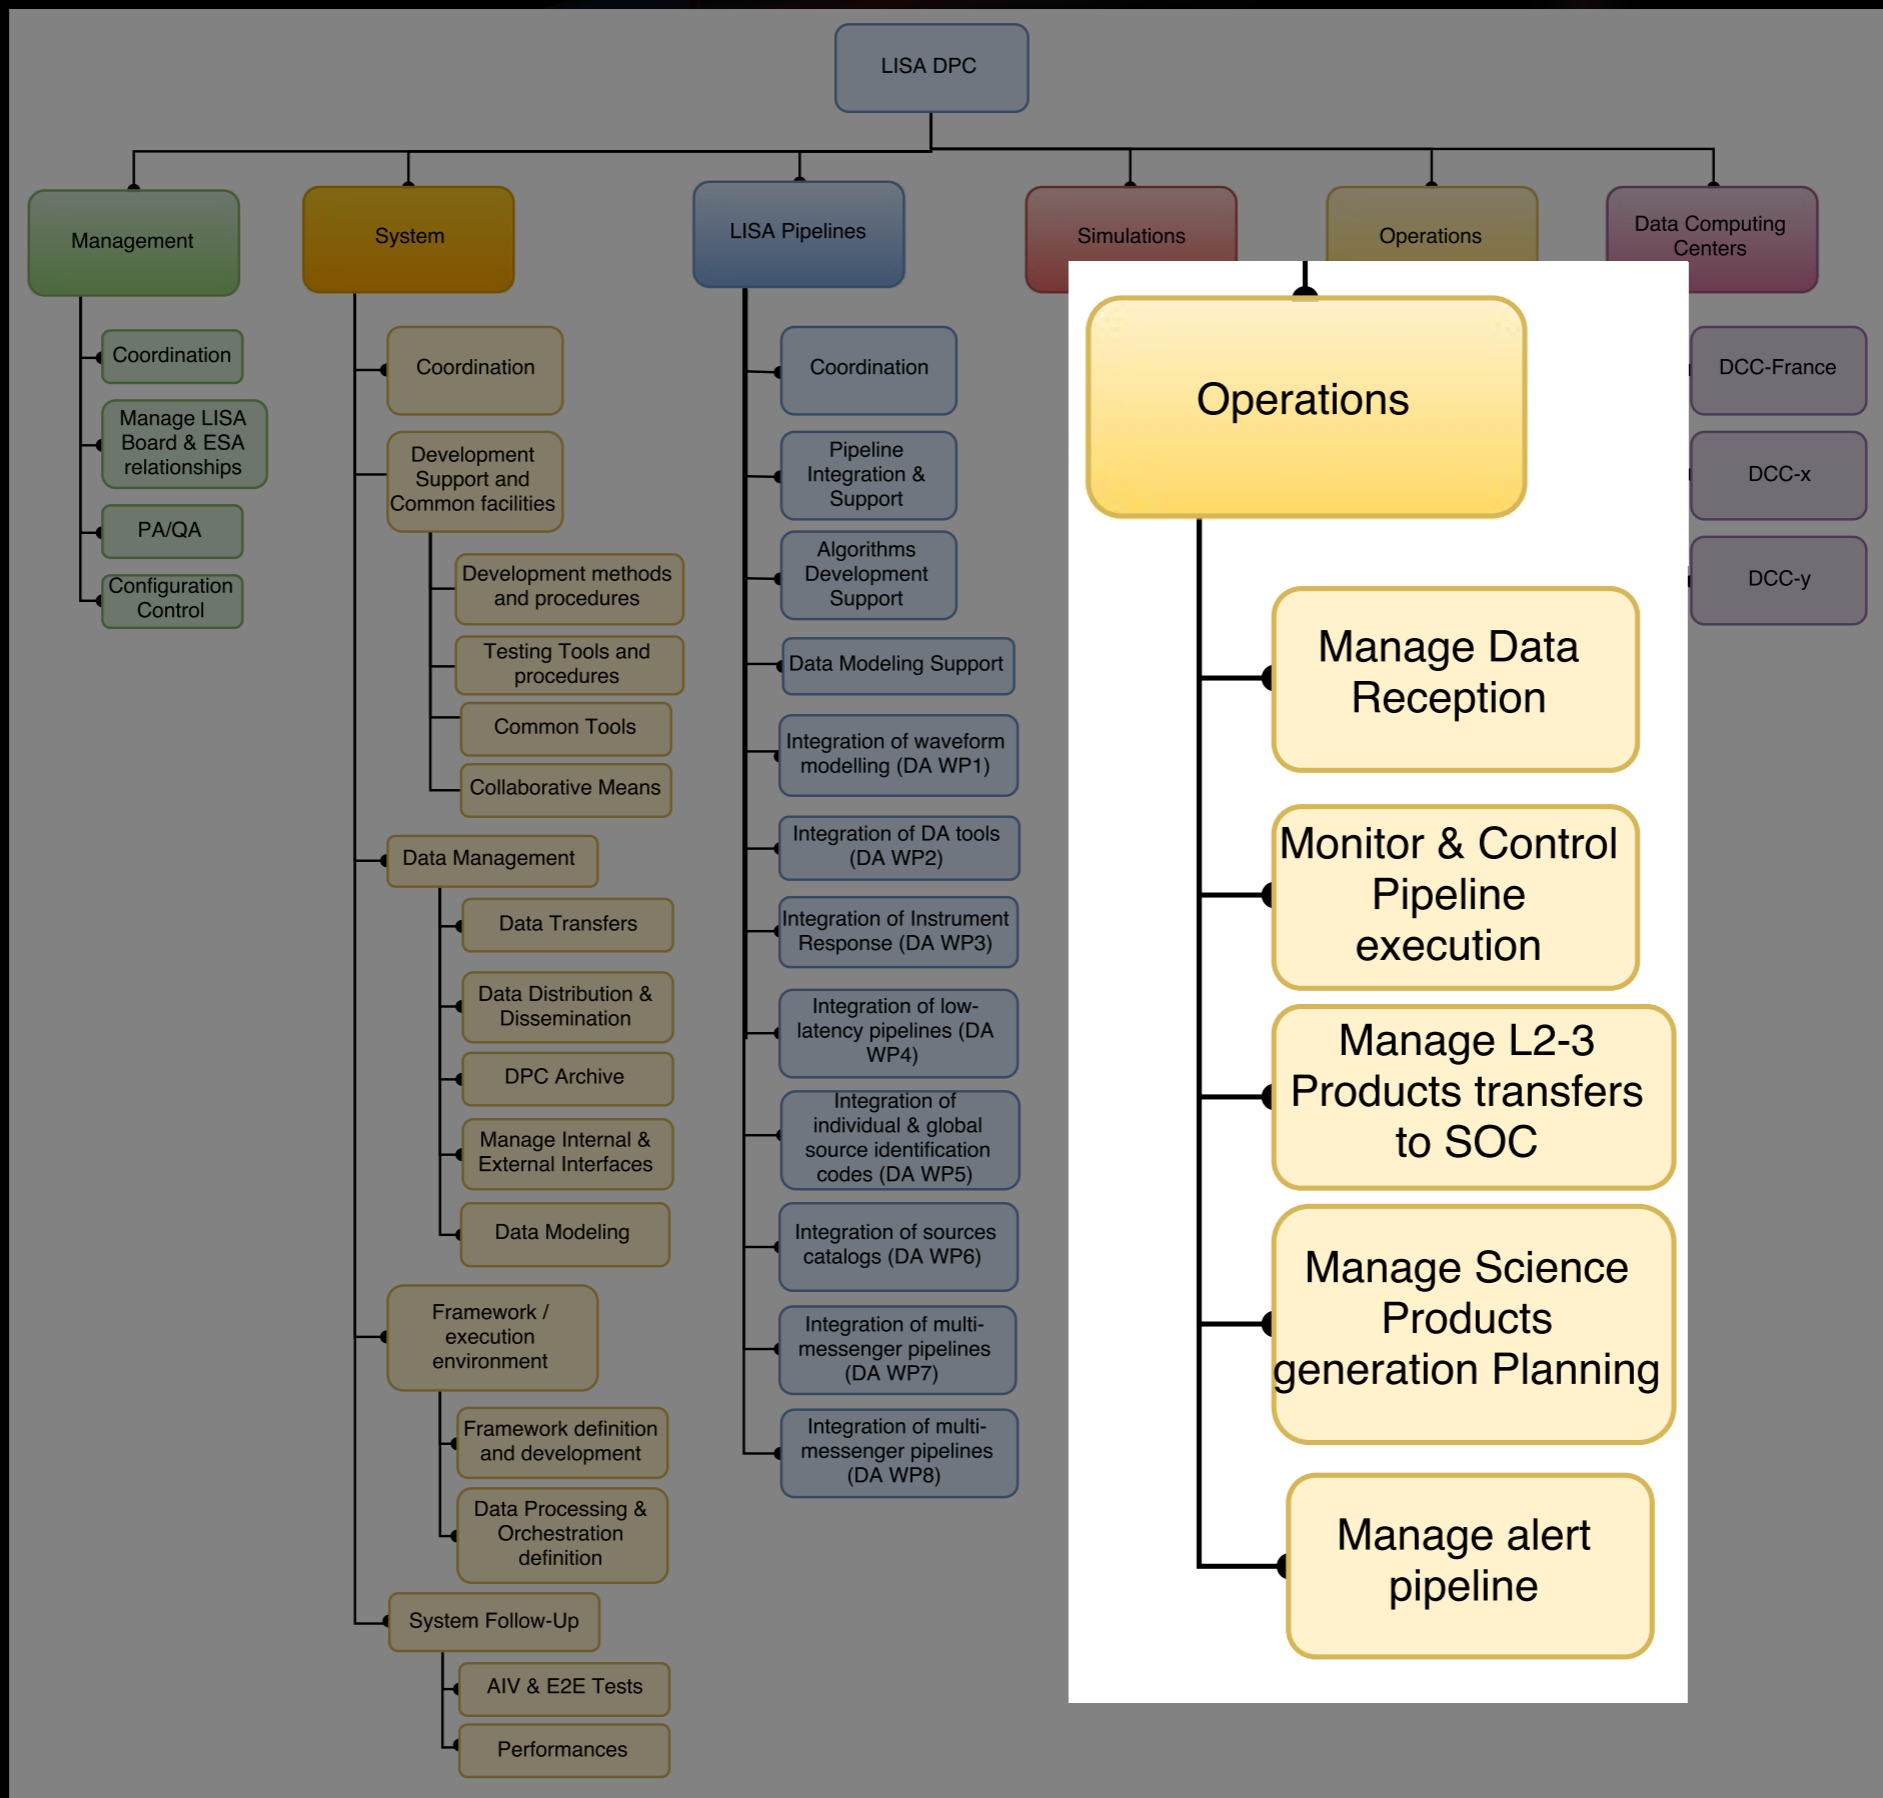 LISA DPC
Management
System
LISA Pipelines
Simulations
Operations
Data Computing
Centers
Coordination
Manage LISA
Board & ESA
relationships
PA/QA
Configuration
Control
Coordination
Development
Support and
Common facilities
Development methods
and procedures
Testing Tools and
procedures
Common Tools
Collaborative Means
Data Management
Data Transfers
Data Distribution &
Dissemination
DPC Archive
Manage Internal &
External Interfaces
Data Modeling
Framework /
execution
environment
Framework definition
and development
Data Processing &
Orchestration
definition
System Follow-Up
AIV & E2E Tests
Performances
Coordination
Pipeline
Integration &
Support
Algorithms
Development
Support
Data Modeling Support
Integration of waveform
modelling (DA WP1)
Integration of DA tools
(DA WP2)
Integration of Instrument
Response (DA WP3)
Integration of low-
latency pipelines (DA
WP4)
Integration of
individual & global
source identification
codes (DA WP5)
Integration of sources
catalogs (DA WP6)
Integration of multi-
messenger pipelines
(DA WP7)
Integration of multi-
messenger pipelines
(DA WP8)
Operations
Manage Data
Reception
Monitor & Control
Pipeline
execution
Manage L2-3
Products transfers
to SOC
Manage Science
Products
generation Planning
Manage alert
pipeline
DCC-France
DCC-x
DCC-y